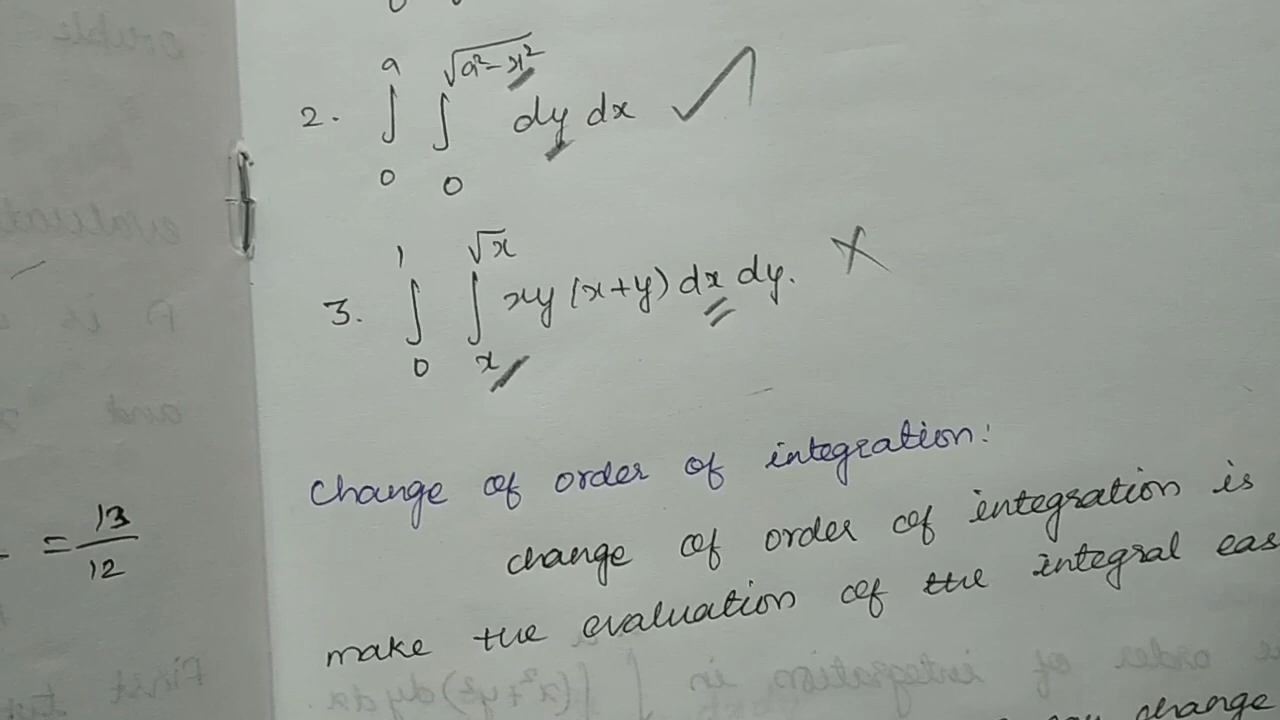 2. ∫₀ᵃ ∫₀^√(a²-x²) dy dx ✓
3. ∫₀¹ ∫ₓ^√x xy (x+y) dx dy. ✗
= 13/12
Change of order of integration:
change of order of integration is
make the evaluation of the integral eas
change